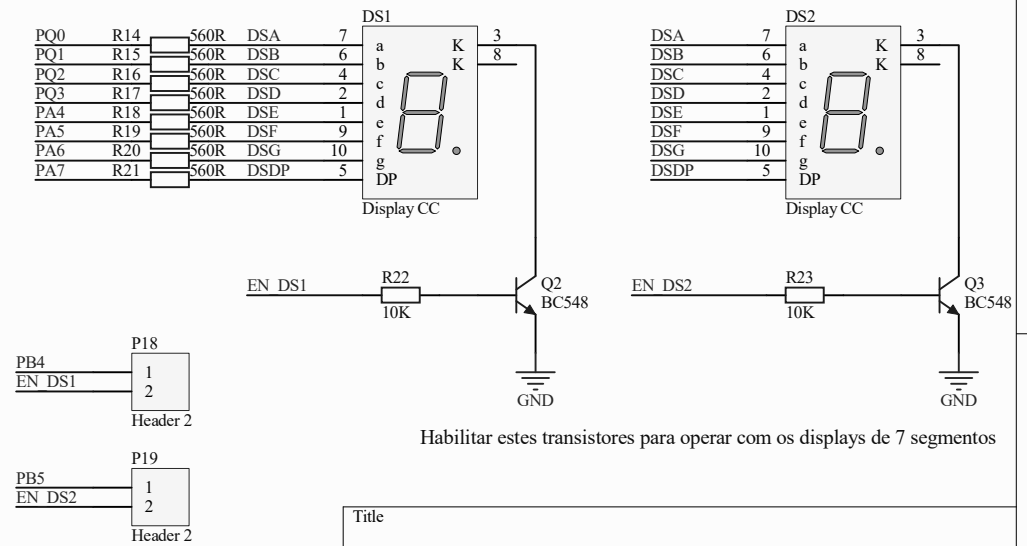 DS1
PQ0 R14 560R DSA 7 a K 3
PQ1 R15 560R DSB 6 b K 8
PQ2 R16 560R DSC 4 c
PQ3 R17 560R DSD 2 d
PA4 R18 560R DSE 1 e
PA5 R19 560R DSF 9 f
PA6 R20 560R DSG 10 g
PA7 R21 560R DSDP 5 DP
Display CC
DS2
DSA 7 a K 3
DSB 6 b K 8
DSC 4 c
DSD 2 d
DSE 1 e
DSF 9 f
DSG 10 g
DSDP 5 DP
Display CC
EN_DS1 R22 Q2
10K BC548
GND
EN_DS2 R23 Q3
10K BC548
GND
P18
PB4 1
EN_DS1 2
Header 2
Habilitar estes transistores para operar com os displays de 7 segmentos
P19
PB5 1
EN_DS2 2
Header 2
Title